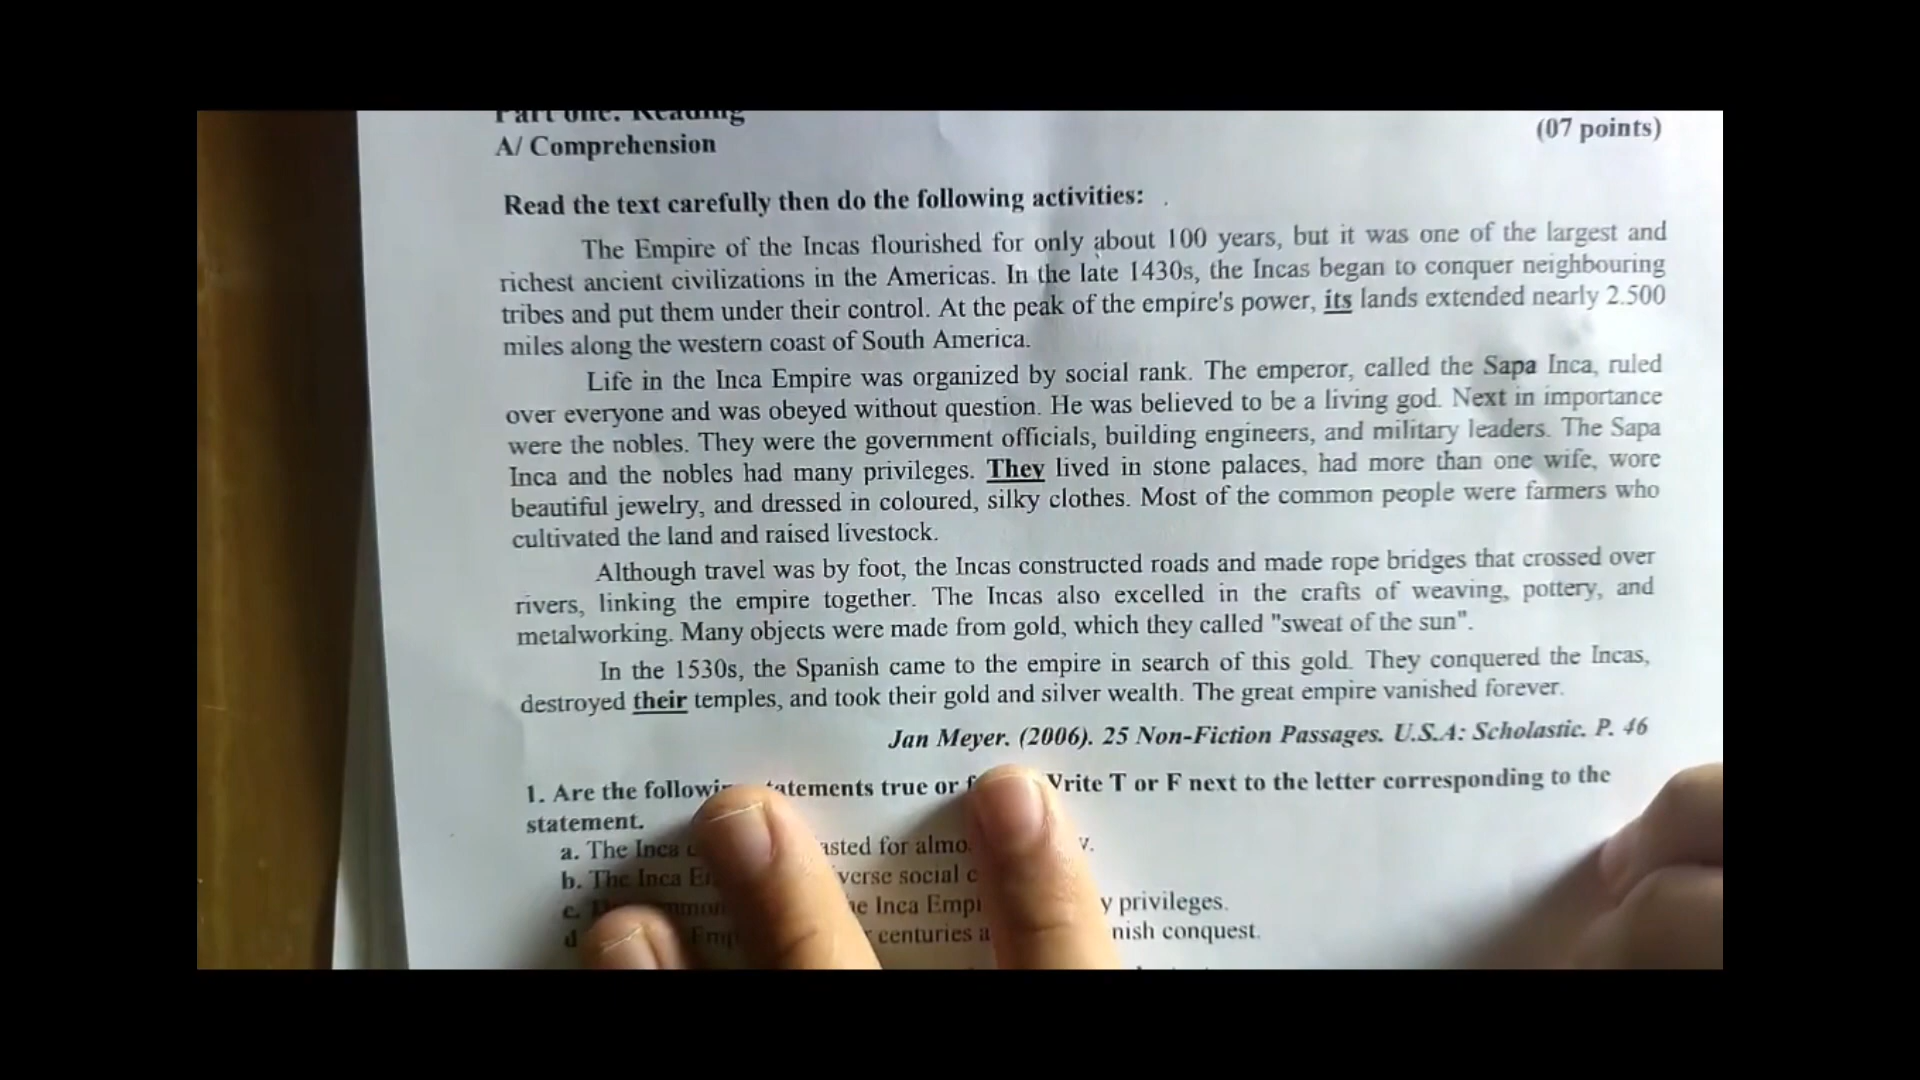 Part one: Reading
A/ Comprehension
(07 points)
Read the text carefully then do the following activities:
The Empire of the Incas flourished for only about 100 years, but it was one of the largest and
richest ancient civilizations in the Americas. In the late 1430s, the Incas began to conquer neighbouring
tribes and put them under their control. At the peak of the empire's power, its lands extended nearly 2.500
miles along the western coast of South America.
Life in the Inca Empire was organized by social rank. The emperor, called the Sapa Inca, ruled
over everyone and was obeyed without question. He was believed to be a living god. Next in importance
were the nobles. They were the government officials, building engineers, and military leaders. The Sapa
Inca and the nobles had many privileges. They lived in stone palaces, had more than one wife, wore
beautiful jewelry, and dressed in coloured, silky clothes. Most of the common people were farmers who
cultivated the land and raised livestock.
Although travel was by foot, the Incas constructed roads and made rope bridges that crossed over
rivers, linking the empire together. The Incas also excelled in the crafts of weaving, pottery, and
metalworking. Many objects were made from gold, which they called "sweat of the sun".
In the 1530s, the Spanish came to the empire in search of this gold. They conquered the Incas,
destroyed their temples, and took their gold and silver wealth. The great empire vanished forever.
Jan Meyer. (2006). 25 Non-Fiction Passages. U.S.A: Scholastic. P. 46
1. Are the following statements true or Write T or F next to the letter corresponding to the
statement.
a. The Inca for
b. The Inca social
c. Inca privileges.
d centuries conquest.